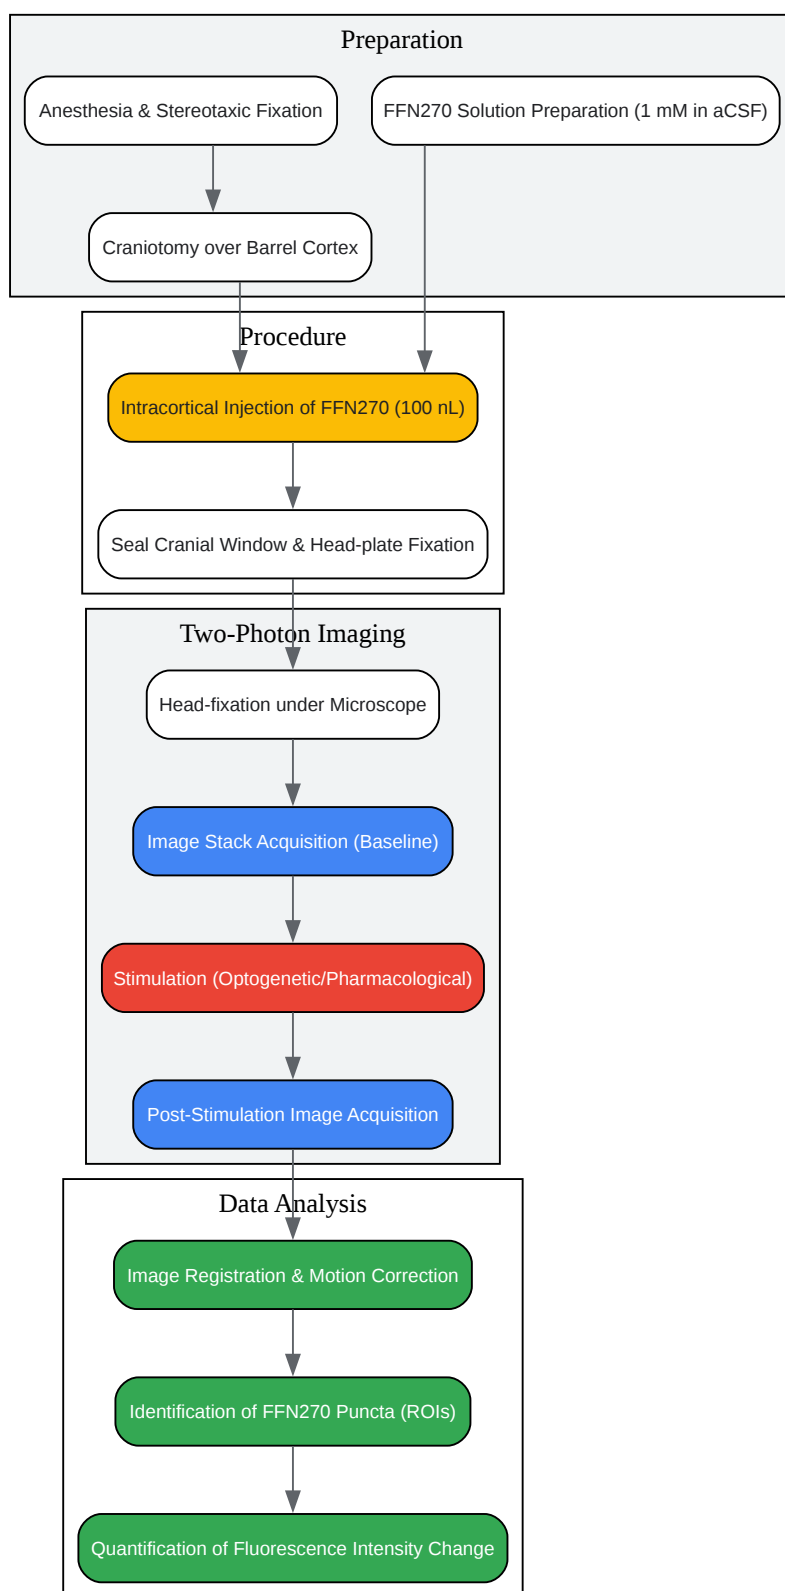 Preparation
Anesthesia & Stereotaxic Fixation
FFN270 Solution Preparation (1 mM in aCSF)
Craniotomy over Barrel Cortex
Procedure
Intracortical Injection of FFN270 (100 nL)
Seal Cranial Window & Head-plate Fixation
Two-Photon Imaging
Head-fixation under Microscope
Image Stack Acquisition (Baseline)
Stimulation (Optogenetic/Pharmacological)
Post-Stimulation Image Acquisition
Data Analysis
Image Registration & Motion Correction
Identification of FFN270 Puncta (ROIs)
Quantification of Fluorescence Intensity Change